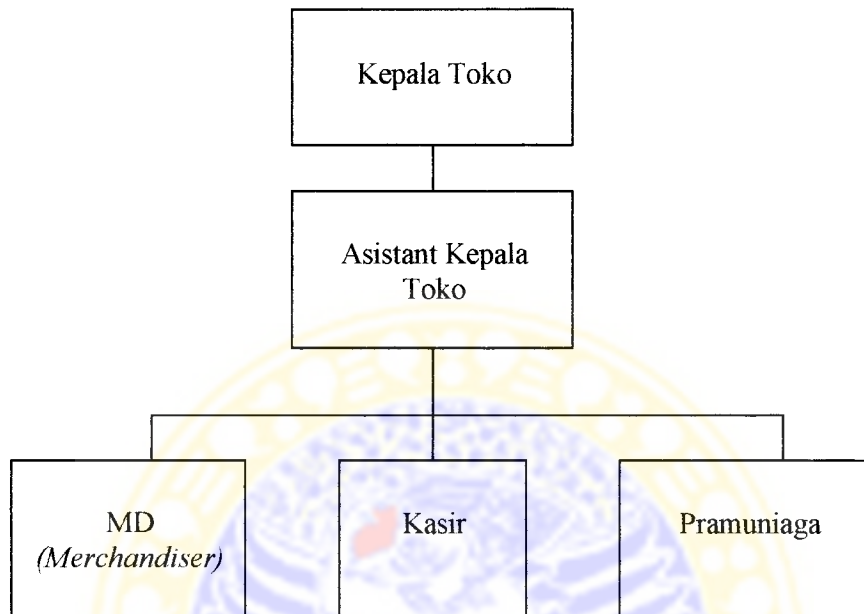 Kepala Toko
Asistant Kepala
Toko
MD
(Merchandiser)
Kasir
Pramuniaga